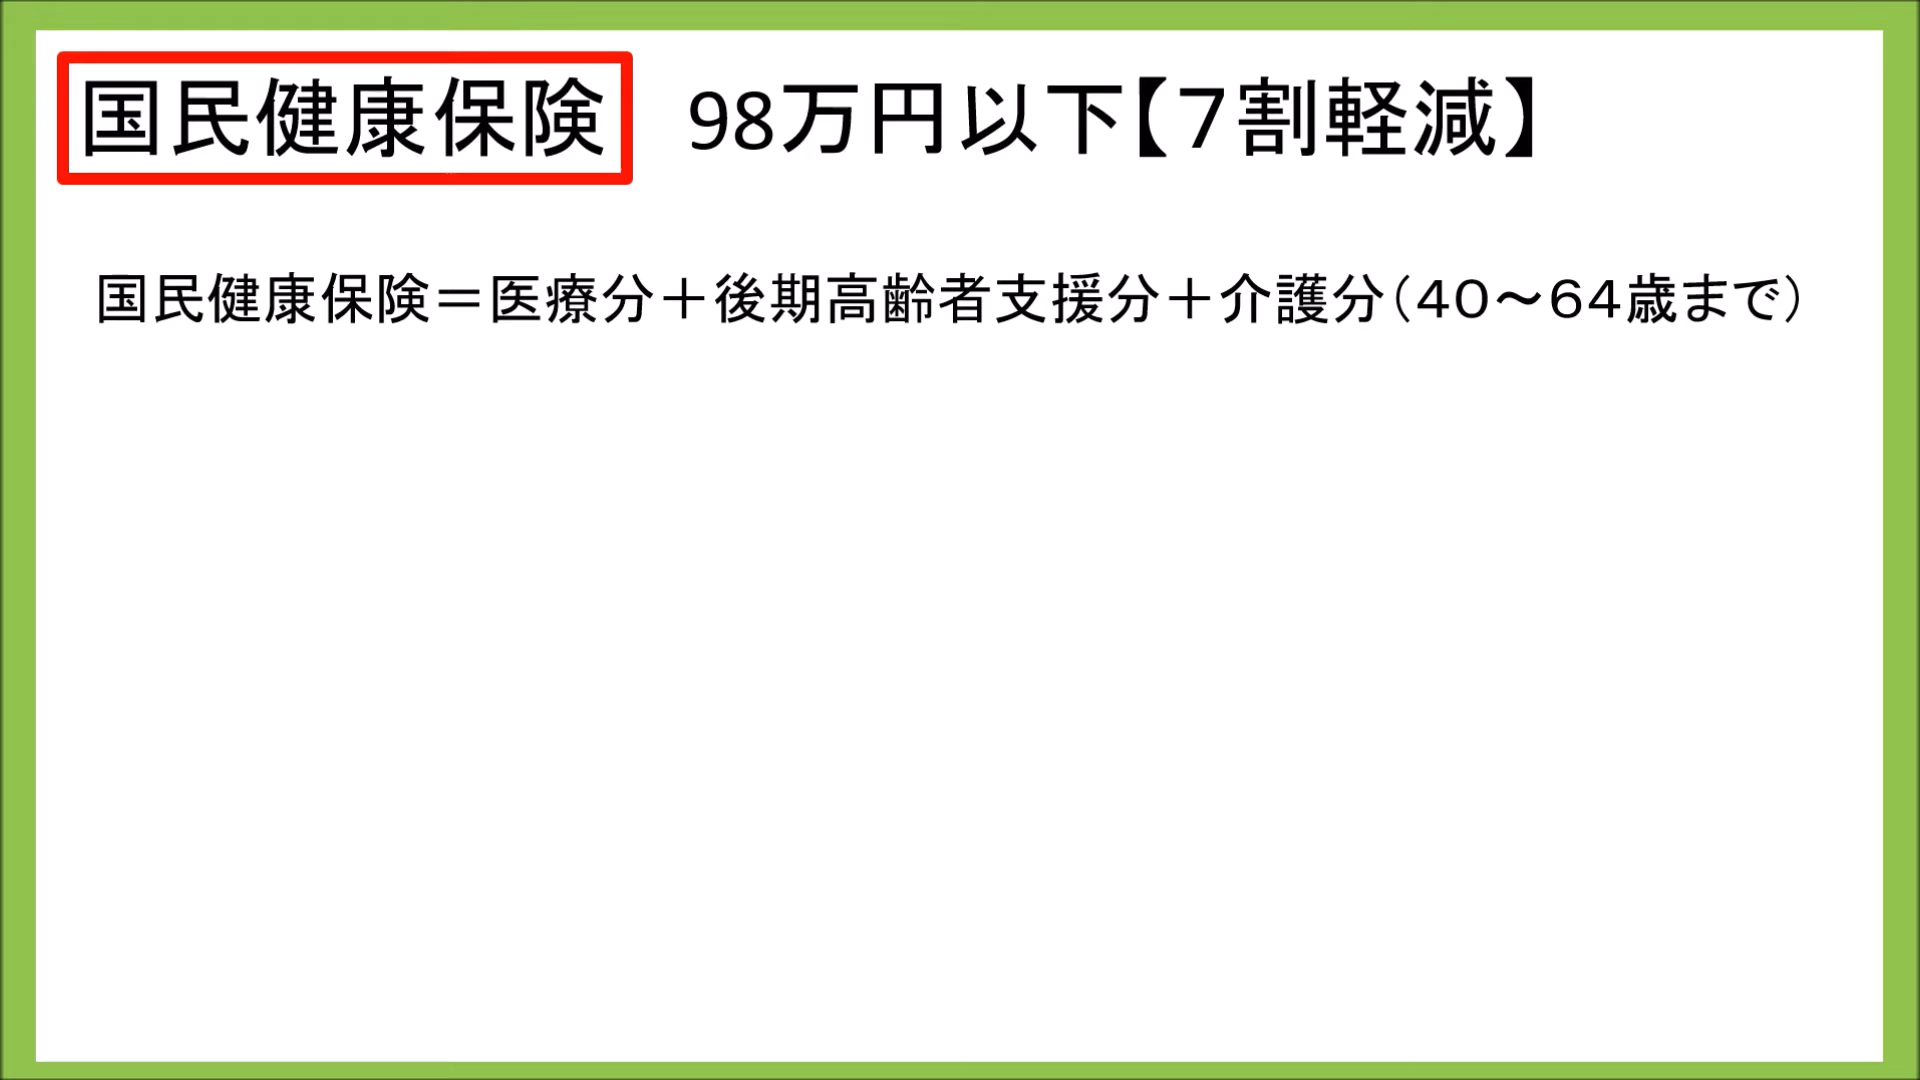 国民健康保険　98万円以下【７割軽減】
国民健康保険＝医療分＋後期高齢者支援分＋介護分（４０～６４歳まで）